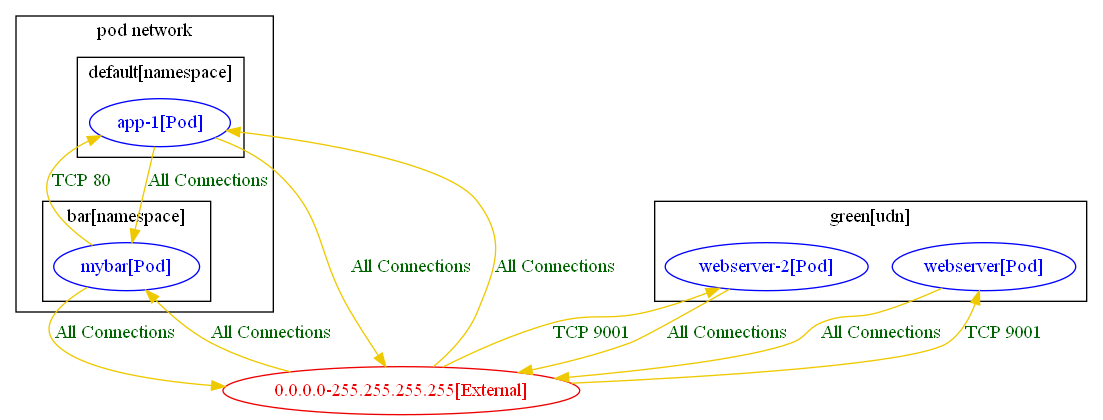 pod network
default[namespace]
app-1[Pod]
TCP 80
All Connections
bar[namespace]
green[udn]
mybar[Pod]
All Connections
All Connections
webserver-2[Pod]
webserver[Pod]
All Connections
All Connections
TCP 9001
All Connections
All Connections
TCP 9001
0.0.0.0-255.255.255.255[External]